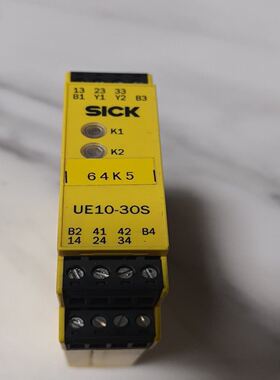 13 23 33
B1 Y1 Y2 B3
SICK
K1
K2
64K5
UE10-3OS
B2 41 42 B4
14 24 34